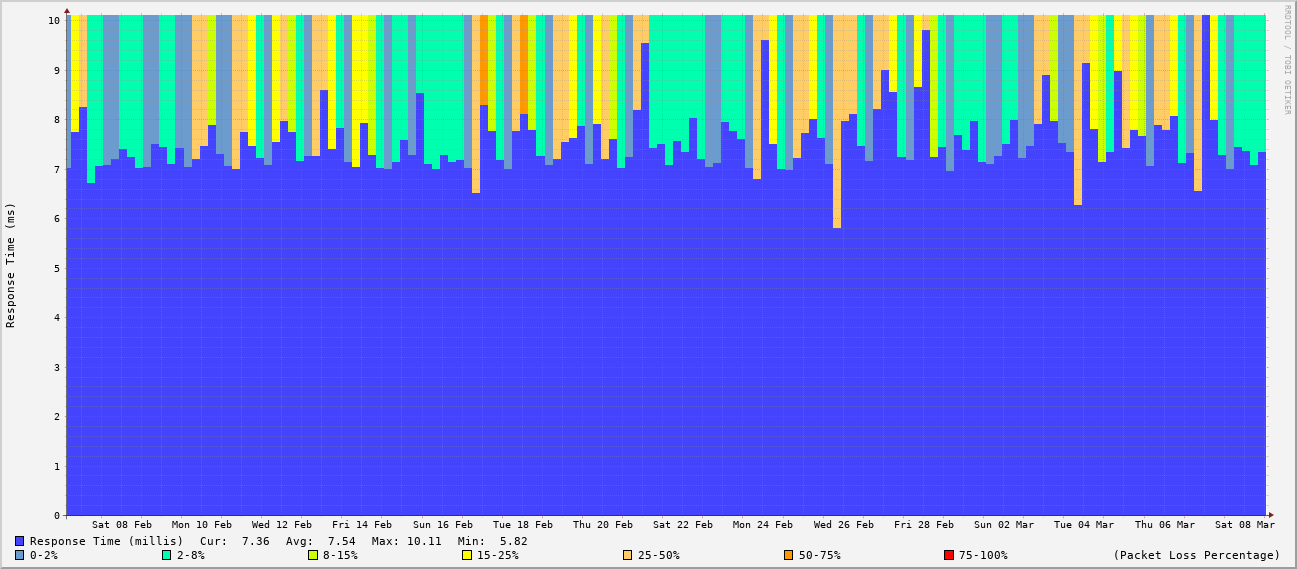 RRDTOOL / TOBI OETIKER
Response Time (ms)
10
9
8
7
6
5
4
3
2
1
0
Sat 08 Feb Mon 10 Feb Wed 12 Feb Fri 14 Feb Sun 16 Feb Tue 18 Feb Thu 20 Feb Sat 22 Feb Mon 24 Feb Wed 26 Feb Fri 28 Feb Sun 02 Mar Tue 04 Mar Thu 06 Mar Sat 08 Mar
Response Time (millis) Cur: 7.36 Avg: 7.54 Max: 10.11 Min: 5.82
0-2% 2-8% 8-15% 15-25% 25-50% 50-75% 75-100% (Packet Loss Percentage)